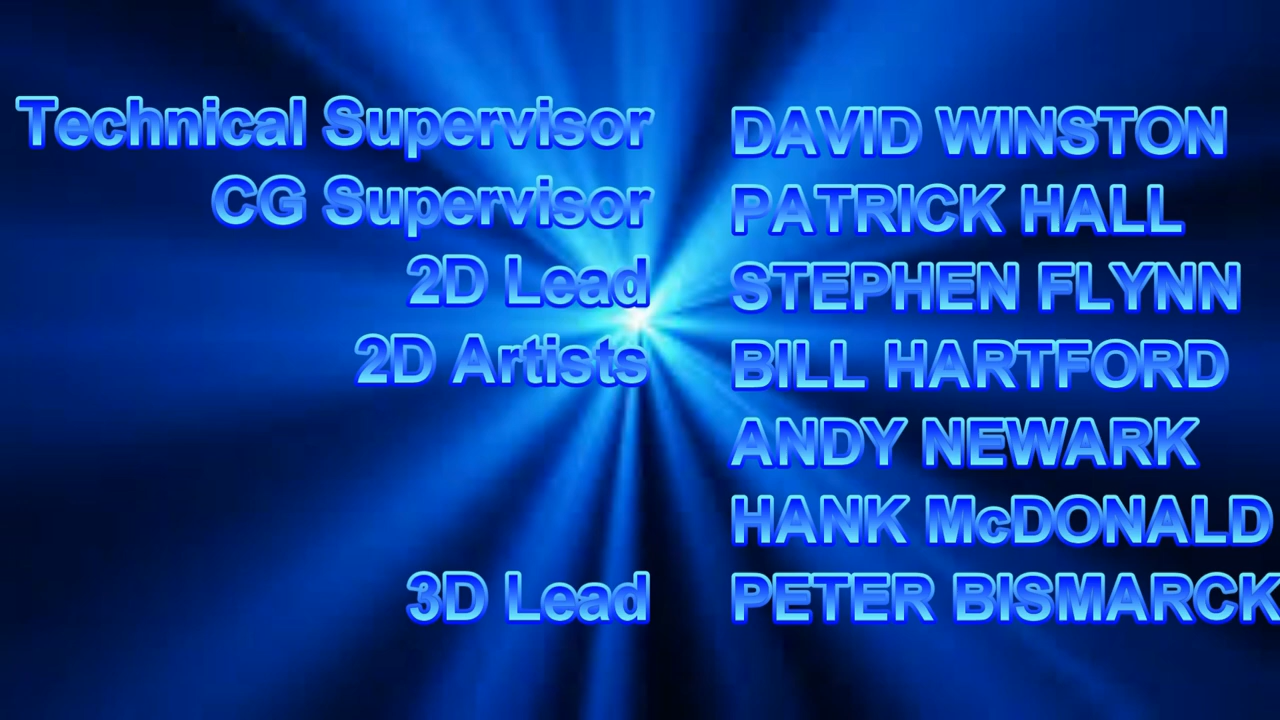 Technical Supervisor DAVID WINSTON
CG Supervisor PATRICK HALL
2D Lead STEPHEN FLYNN
2D Artists BILL HARTFORD
ANDY NEWARK
HANK McDONALD
3D Lead PETER BISMARCK